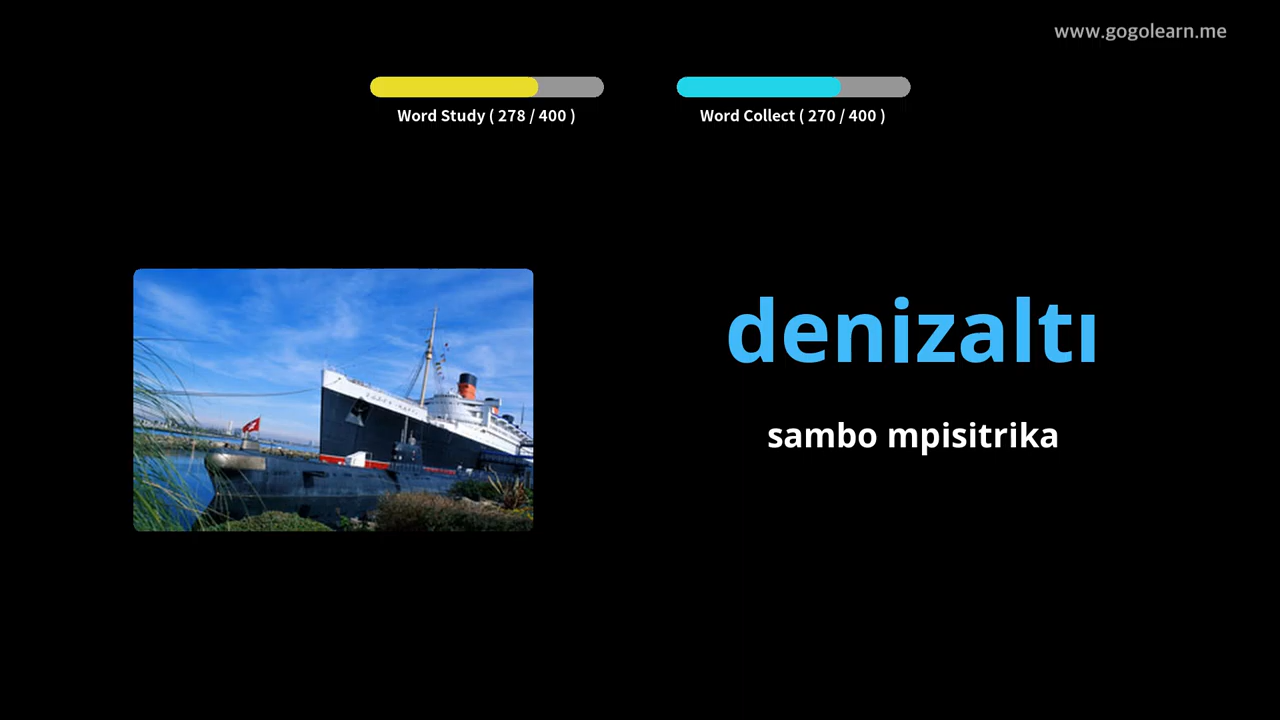 www.gogolearn.me
Word Study ( 278 / 400 )
Word Collect ( 270 / 400 )
denizaltı
sambo mpisitrika